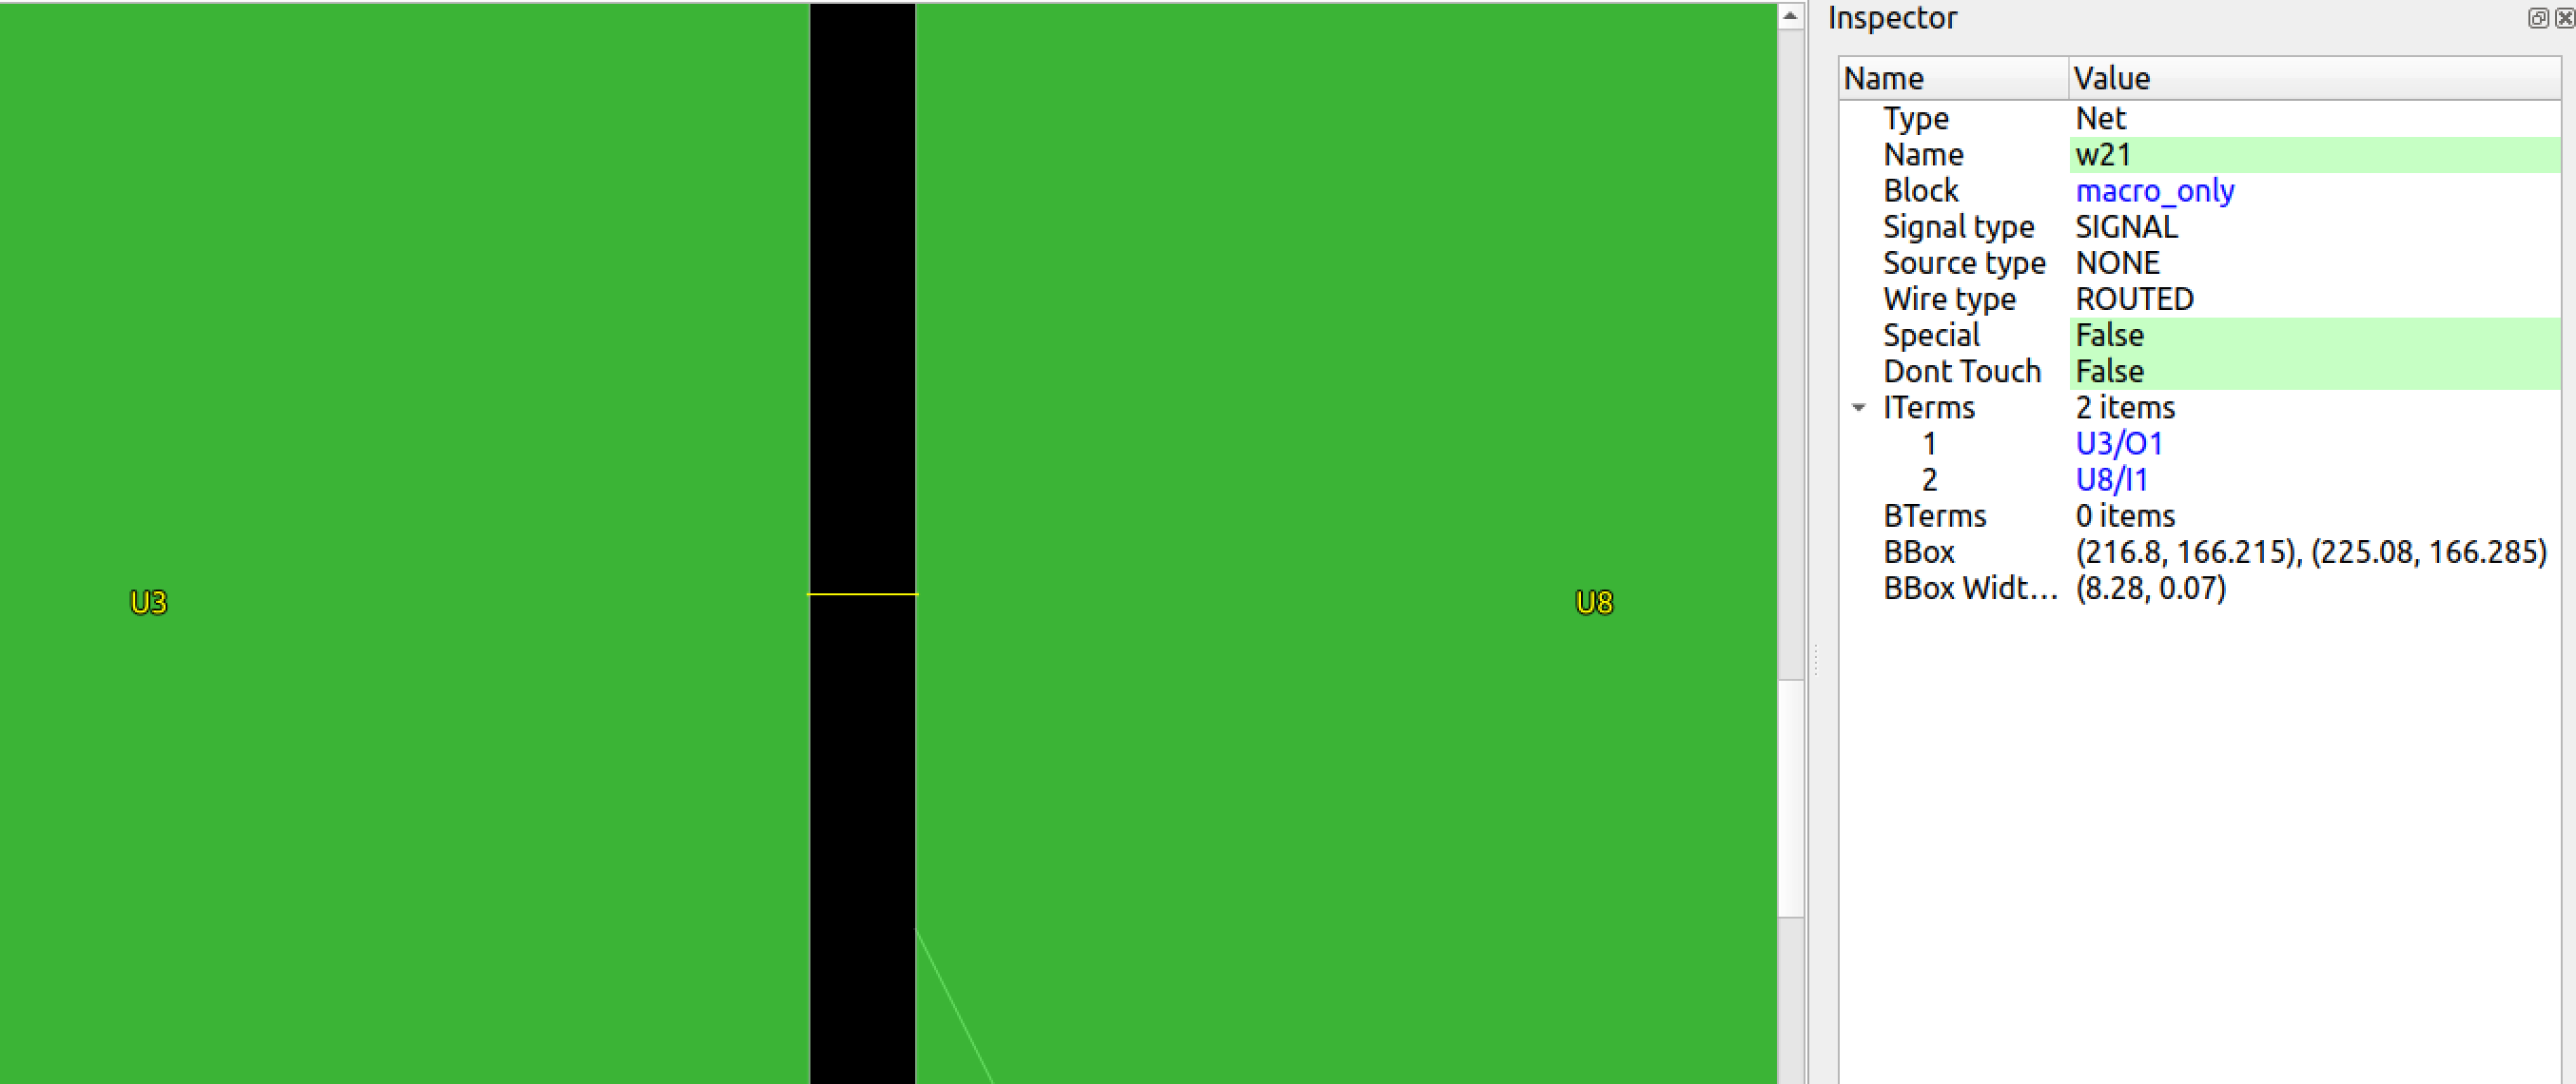 U3
U8
Inspector
Name Value
Type Net
Name w21
Block macro_only
Signal type SIGNAL
Source type NONE
Wire type ROUTED
Special False
Dont Touch False
ITerms 2 items
1 U3/O1
2 U8/I1
BTerms 0 items
BBox (216.8, 166.215), (225.08, 166.285)
BBox Widt... (8.28, 0.07)